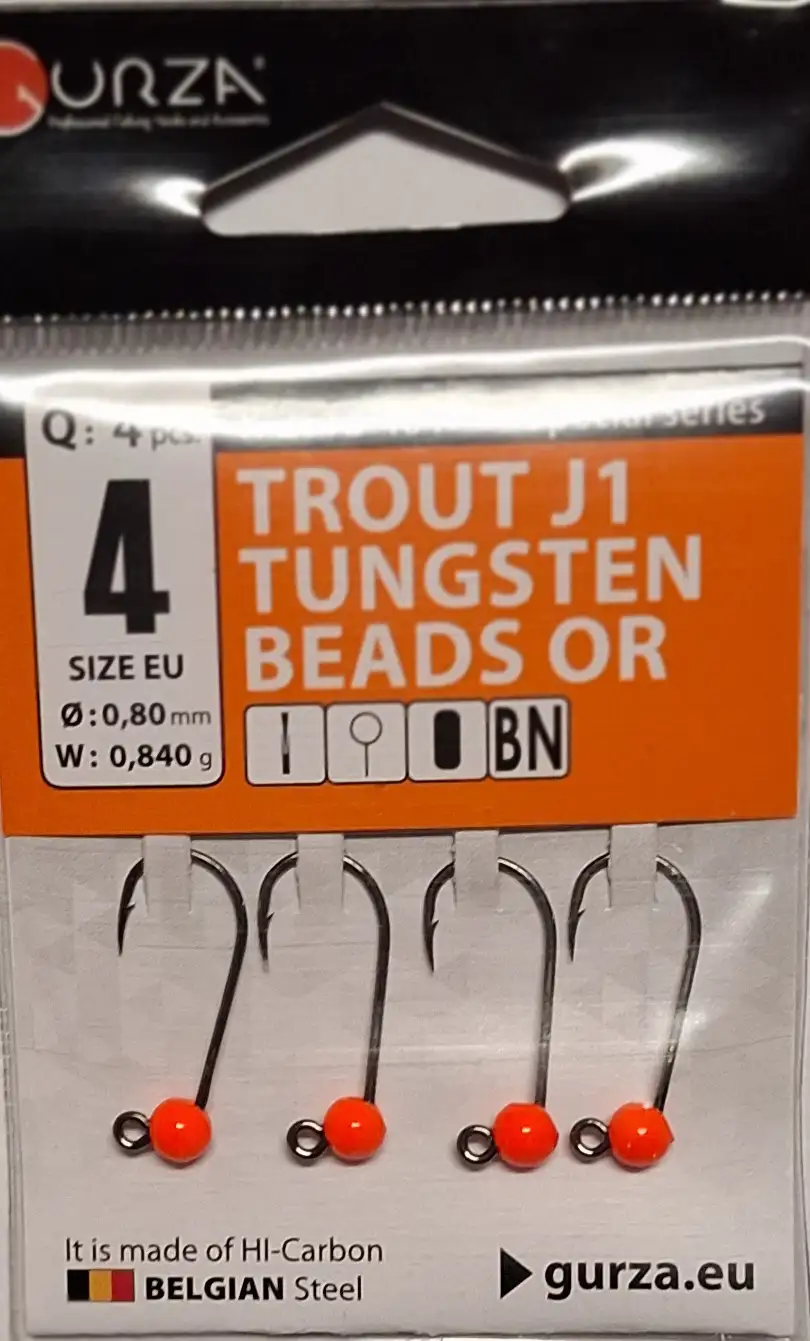 URZA
Q: 4 pcs.
series
4
SIZE EU
Ø:0,80 mm
W: 0,840 g
TROUT J1
TUNGSTEN
BEADS OR
BN
It is made of HI-Carbon
BELGIAN Steel
gurza.eu